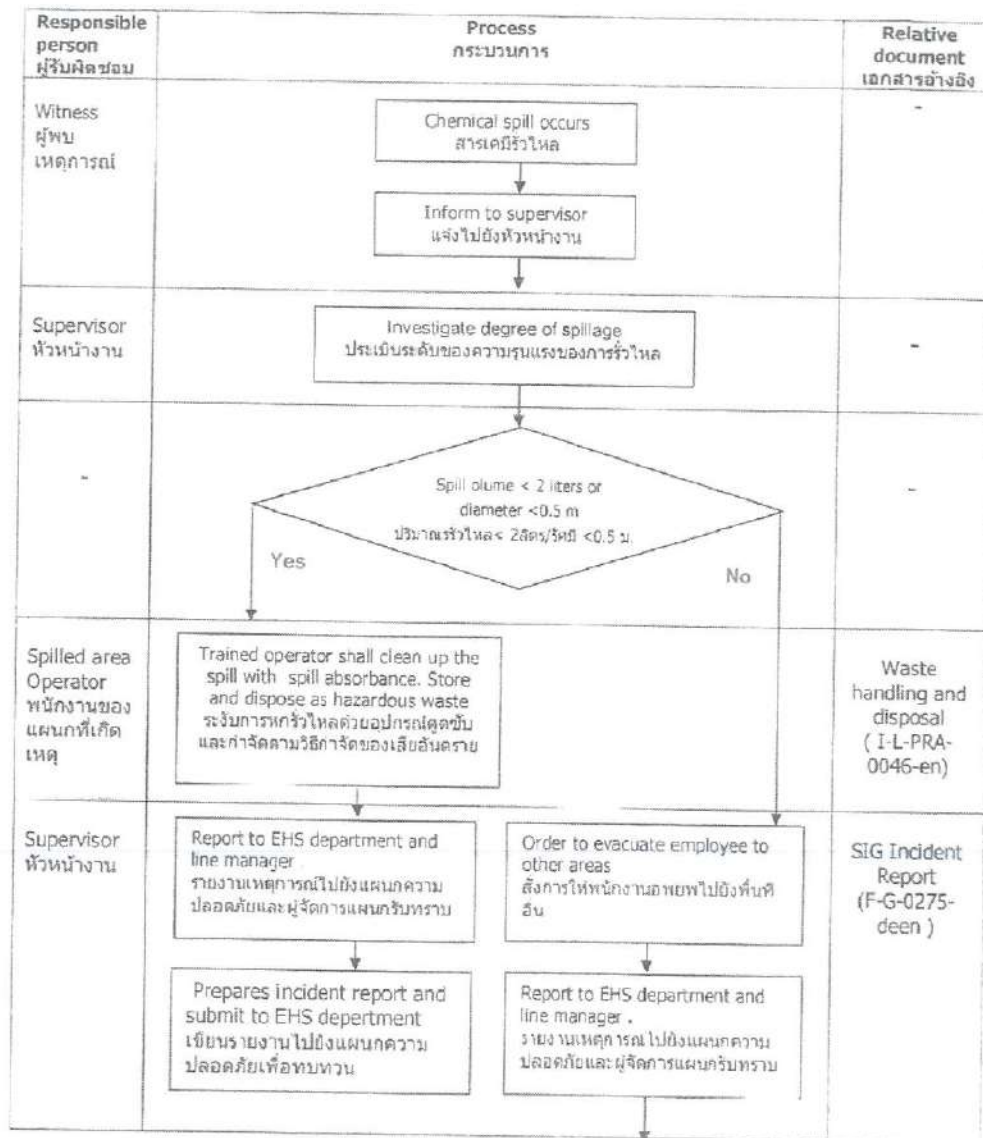 Responsible
person
ผู้รับผิดชอบ
Process
กระบวนการ
Relative
document
เอกสารอ้างอิง
Witness
ผู้พบ
เหตุการณ์
Chemical spill occurs
สารเคมีรั่วไหล
-
Inform to supervisor
แจ้งไปยังหัวหน้างาน
Supervisor
หัวหน้างาน
Investigate degree of spillage
ประเมินระดับของความรุนแรงของการรั่วไหล
-
-
Spill olume < 2 liters or
diameter <0.5 m
ปริมาณรั่วไหล< 2ลิตร/รัศมี <0.5 ม.
-
Yes
No
Spilled area
Operator
พนักงานของ
แผนกที่เกิด
เหตุ
Trained operator shall clean up the
spill with spill absorbance. Store
and dispose as hazardous waste
ระงับการหกรั่วไหลด้วยอุปกรณ์ดูดซับ
และกำจัดตามวิธีกำจัดของเสียอันตราย
Waste
handling and
disposal
( I-L-PRA-
0046-en)
Supervisor
หัวหน้างาน
Report to EHS department and
line manager .
รายงานเหตุการณ์ไปยังแผนกความ
ปลอดภัยและผู้จัดการแผนกรับทราบ
Order to evacuate employee to
other areas
สั่งการให้พนักงานอพยพไปยังพื้นที่
อื่น
SIG Incident
Report
(F-G-0275-
deen )
Prepares incident report and
submit to EHS depertment
เขียนรายงานไปยังแผนกความ
ปลอดภัยเพื่อทบทวน
Report to EHS department and
line manager .
รายงานเหตุการณ์ไปยังแผนกความ
ปลอดภัยและผู้จัดการแผนกรับทราบ